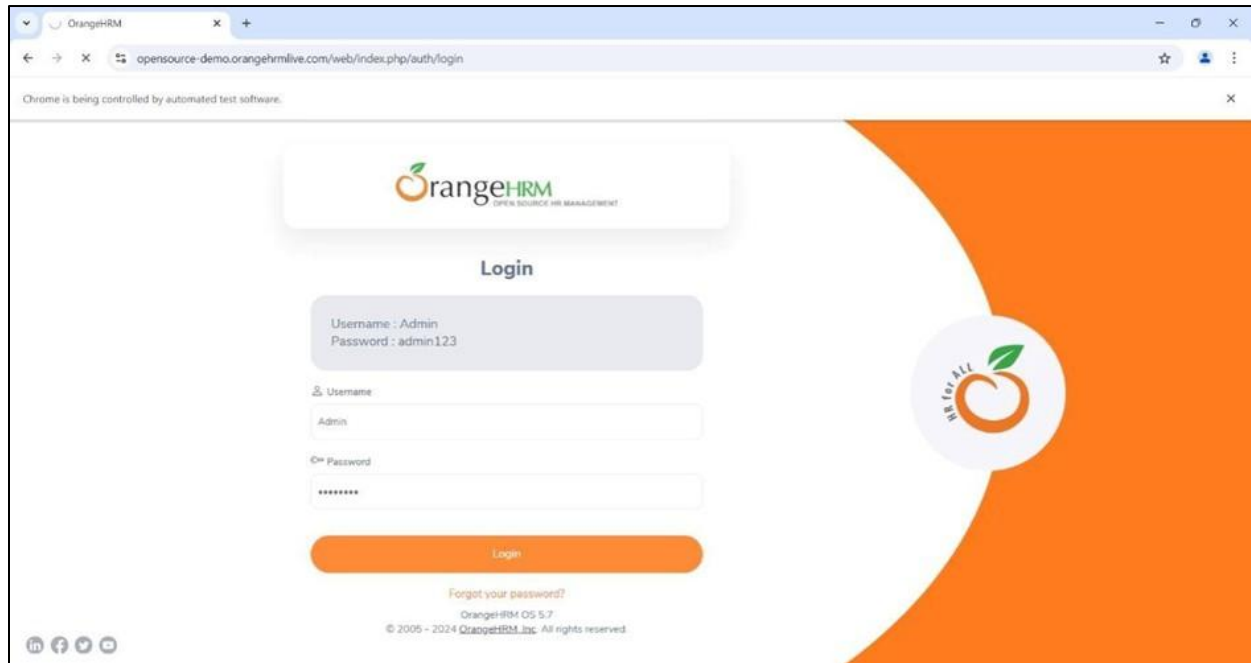 OrangeHRM
opensource-demo.orangehrmlive.com/web/index.php/auth/login
Chrome is being controlled by automated test software.
OrangeHRM
OPEN SOURCE HR MANAGEMENT
Login
Username : Admin
Password : admin123
Username
Admin
Password
••••••••
Login
Forgot your password?
OrangeHRM OS 5.7
© 2005 - 2024 OrangeHRM, Inc. All rights reserved.
HR for ALL